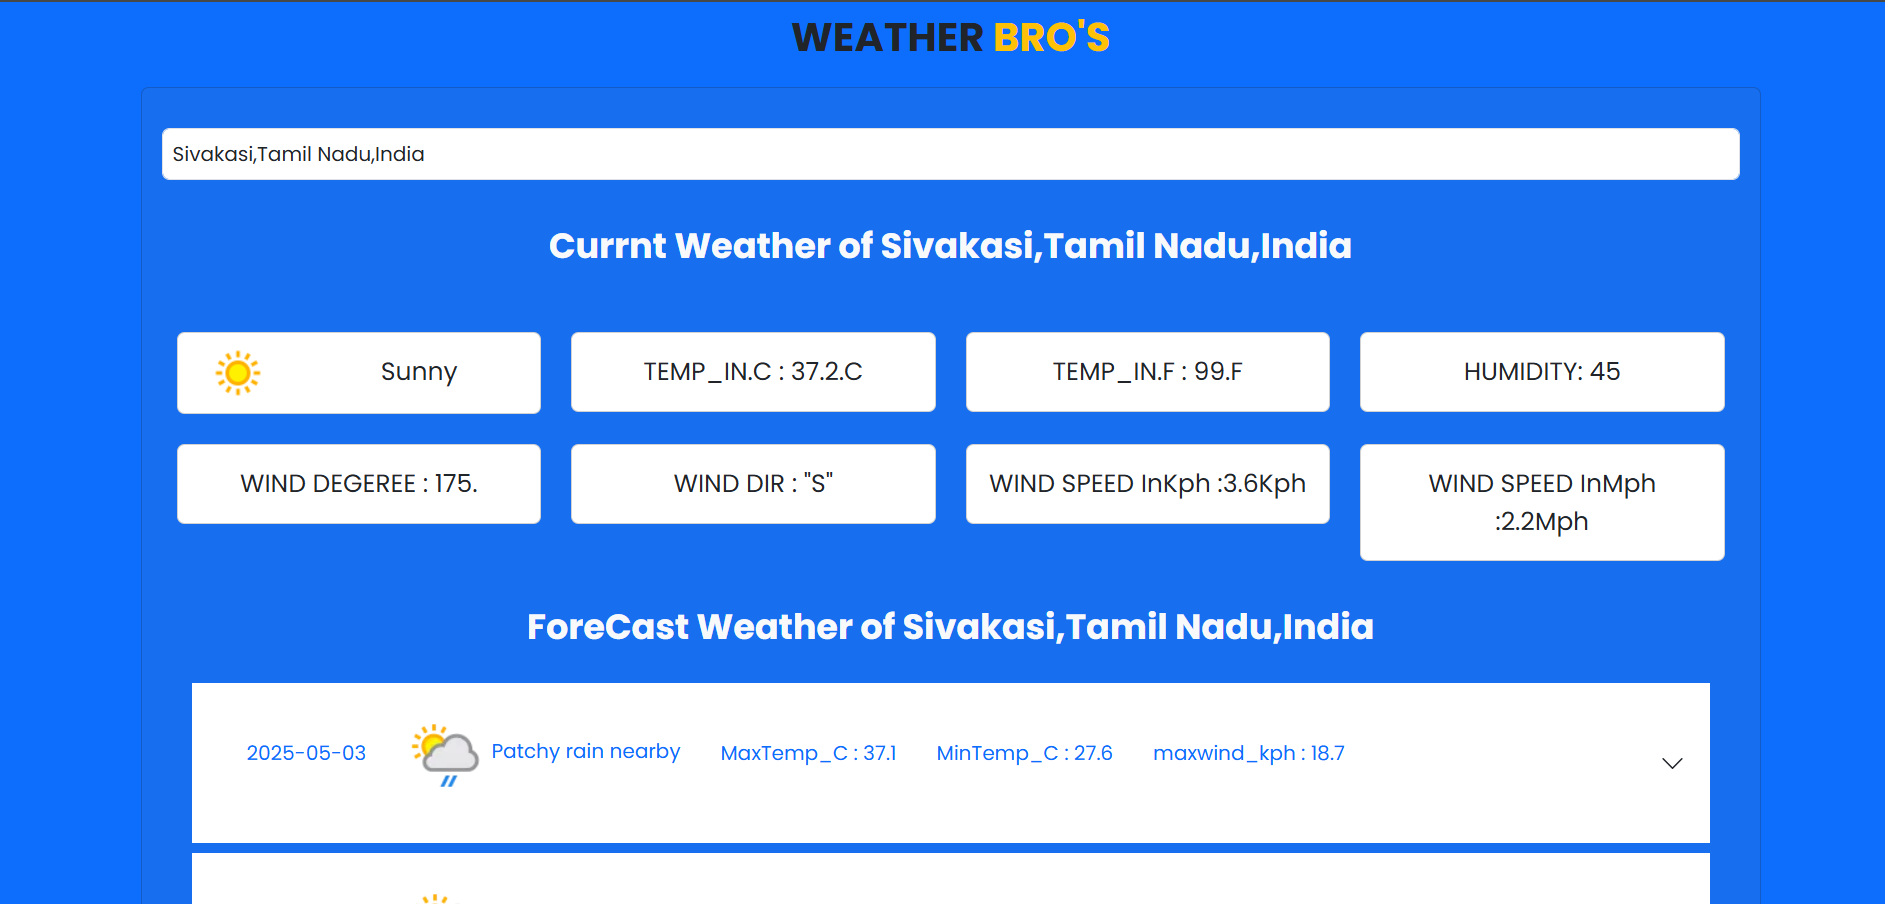 WEATHER BRO'S
Sivakasi,Tamil Nadu,India
Currnt Weather of Sivakasi,Tamil Nadu,India
Sunny
TEMP_IN.C : 37.2.C
TEMP_IN.F : 99.F
HUMIDITY: 45
WIND DEGEREE : 175.
WIND DIR : "S"
WIND SPEED InKph :3.6Kph
WIND SPEED InMph
:2.2Mph
ForeCast Weather of Sivakasi,Tamil Nadu,India
2025-05-03 Patchy rain nearby MaxTemp_C : 37.1 MinTemp_C : 27.6 maxwind_kph : 18.7